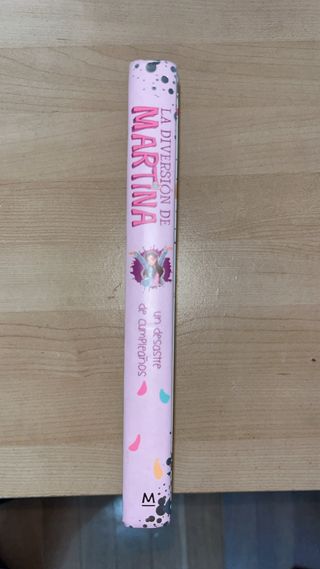 LA DIVERSIÓN DE
MARTINA
un desastre
de cumpleaños
M